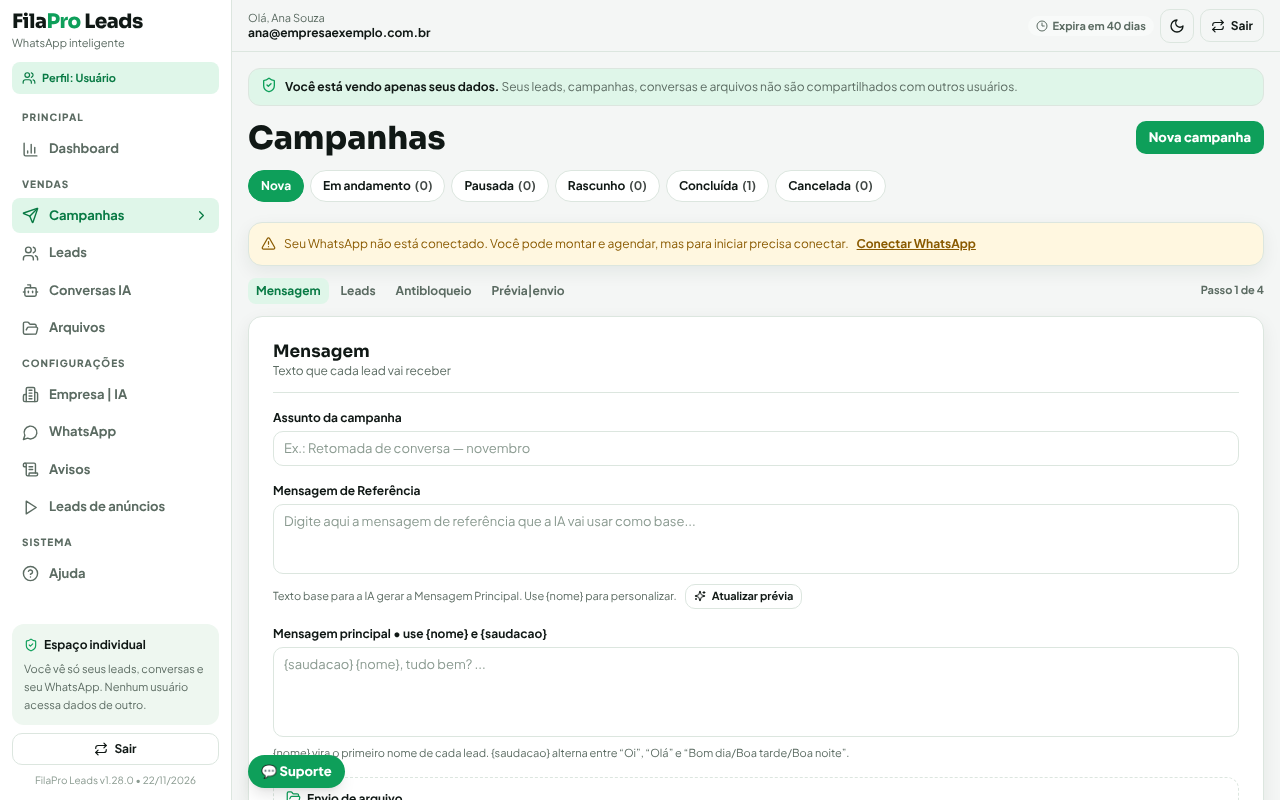 FilaPro Leads
WhatsApp inteligente
Perfil: Usuário
PRINCIPAL
Dashboard
VENDAS
Campanhas
Leads
Conversas IA
Arquivos
CONFIGURAÇÕES
Empresa | IA
WhatsApp
Avisos
Leads de anúncios
SISTEMA
Ajuda
Espaço individual
Você vê só seus leads, conversas e
seu WhatsApp. Nenhum usuário
acessa dados de outro.
Sair
FilaPro Leads v1.28.0 • 22/11/2026
Olá, Ana Souza
ana@empresaexemplo.com.br
Expira em 40 dias
Sair
Você está vendo apenas seus dados. Seus leads, campanhas, conversas e arquivos não são compartilhados com outros usuários.
Campanhas
Nova campanha
Nova
Em andamento (0)
Pausada (0)
Rascunho (0)
Concluída (1)
Cancelada (0)
Seu WhatsApp não está conectado. Você pode montar e agendar, mas para iniciar precisa conectar. Conectar WhatsApp
Mensagem
Leads
Antibloqueio
Prévia|envio
Passo 1 de 4
Mensagem
Texto que cada lead vai receber
Assunto da campanha
Ex.: Retomada de conversa — novembro
Mensagem de Referência
Digite aqui a mensagem de referência que a IA vai usar como base...
Texto base para a IA gerar a Mensagem Principal. Use {nome} para personalizar.
Atualizar prévia
Mensagem principal • use {nome} e {saudacao}
{saudacao} {nome}, tudo bem? ...
{nome} vira o primeiro nome de cada lead. {saudacao} alterna entre “Oi”, “Olá” e “Bom dia/Boa tarde/Boa noite”.
Suporte
Envio de arquivo